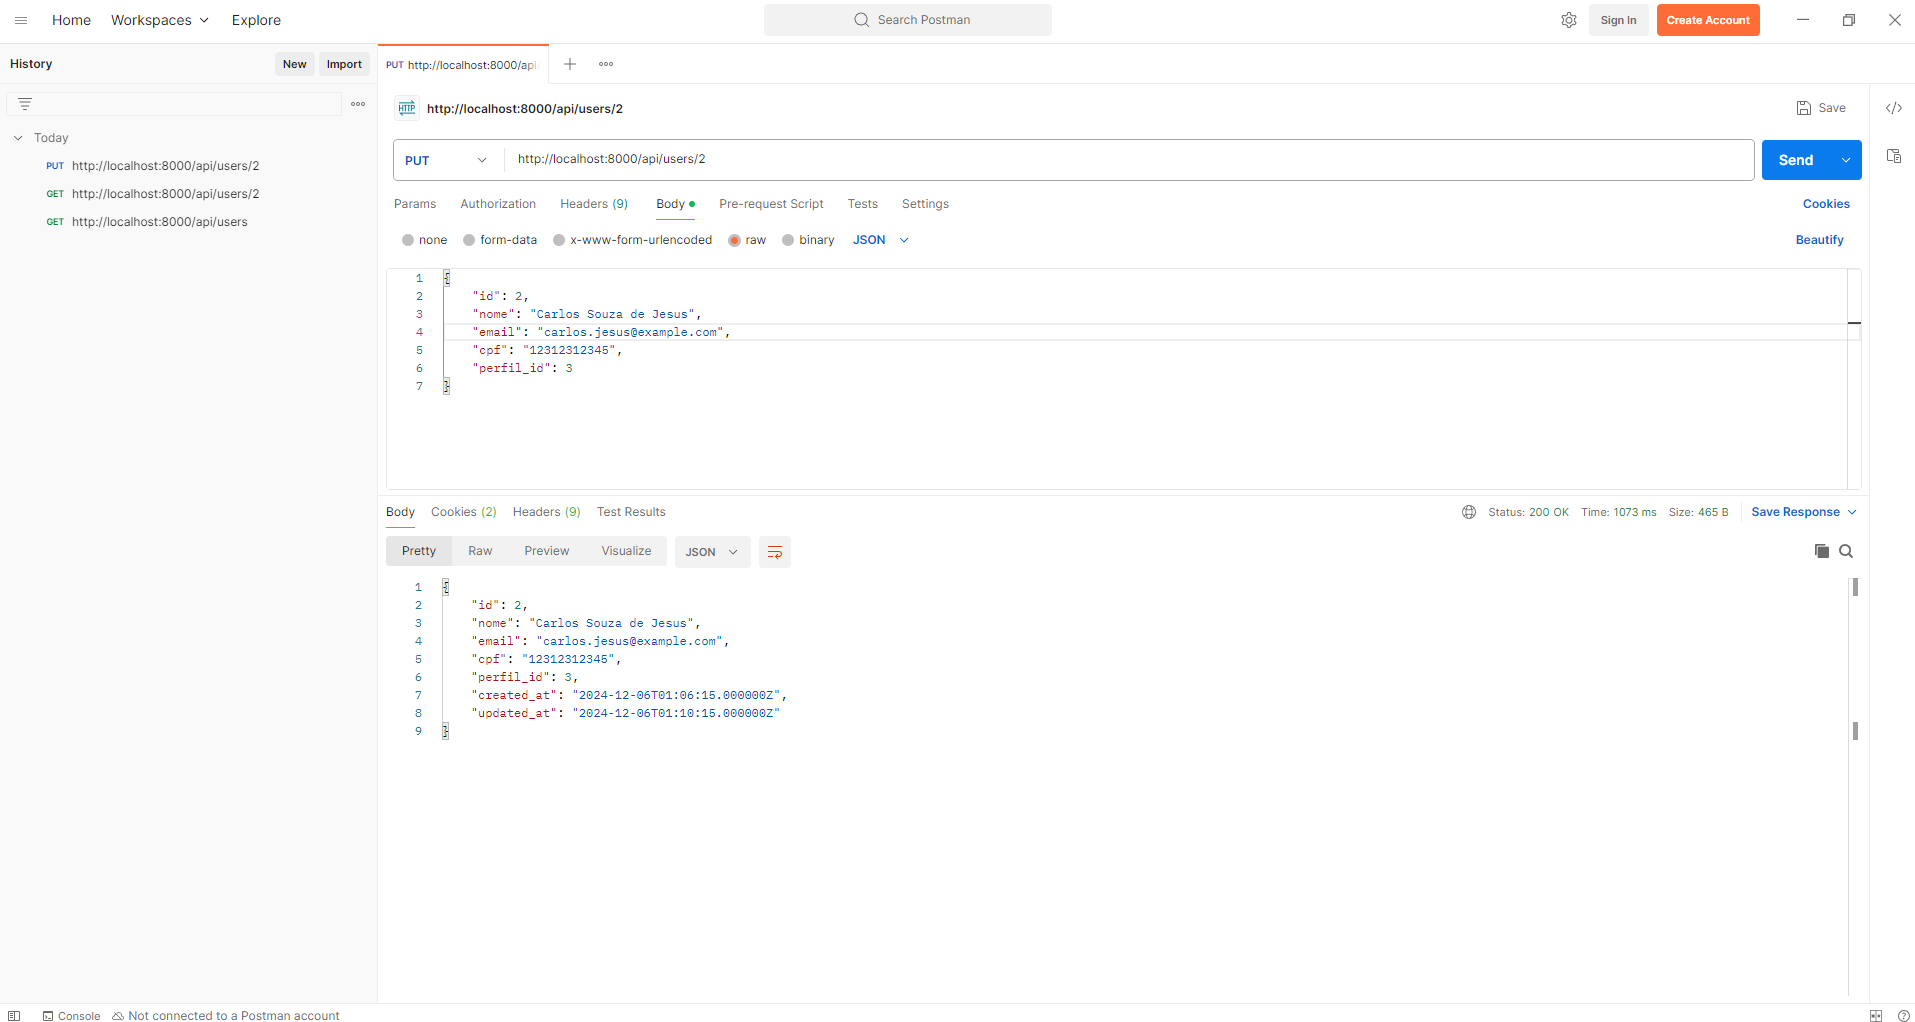 Home Workspaces Explore
Search Postman
Sign In Create Account
History New Import
PUT http://localhost:8000/api
Today
PUT http://localhost:8000/api/users/2
GET http://localhost:8000/api/users/2
GET http://localhost:8000/api/users
HTTP http://localhost:8000/api/users/2
Save
PUT http://localhost:8000/api/users/2
Send
Params Authorization Headers (9) Body Pre-request Script Tests Settings
Cookies
none form-data x-www-form-urlencoded raw binary JSON
Beautify
1 {
2 "id": 2,
3 "nome": "Carlos Souza de Jesus",
4 "email": "carlos.jesus@example.com",
5 "cpf": "12312312345",
6 "perfil_id": 3
7 }
Body Cookies (2) Headers (9) Test Results
Status: 200 OK Time: 1073 ms Size: 465 B Save Response
Pretty Raw Preview Visualize JSON
1 {
2 "id": 2,
3 "nome": "Carlos Souza de Jesus",
4 "email": "carlos.jesus@example.com",
5 "cpf": "12312312345",
6 "perfil_id": 3,
7 "created_at": "2024-12-06T01:06:15.000000Z",
8 "updated_at": "2024-12-06T01:10:15.000000Z"
9 }
Console Not connected to a Postman account